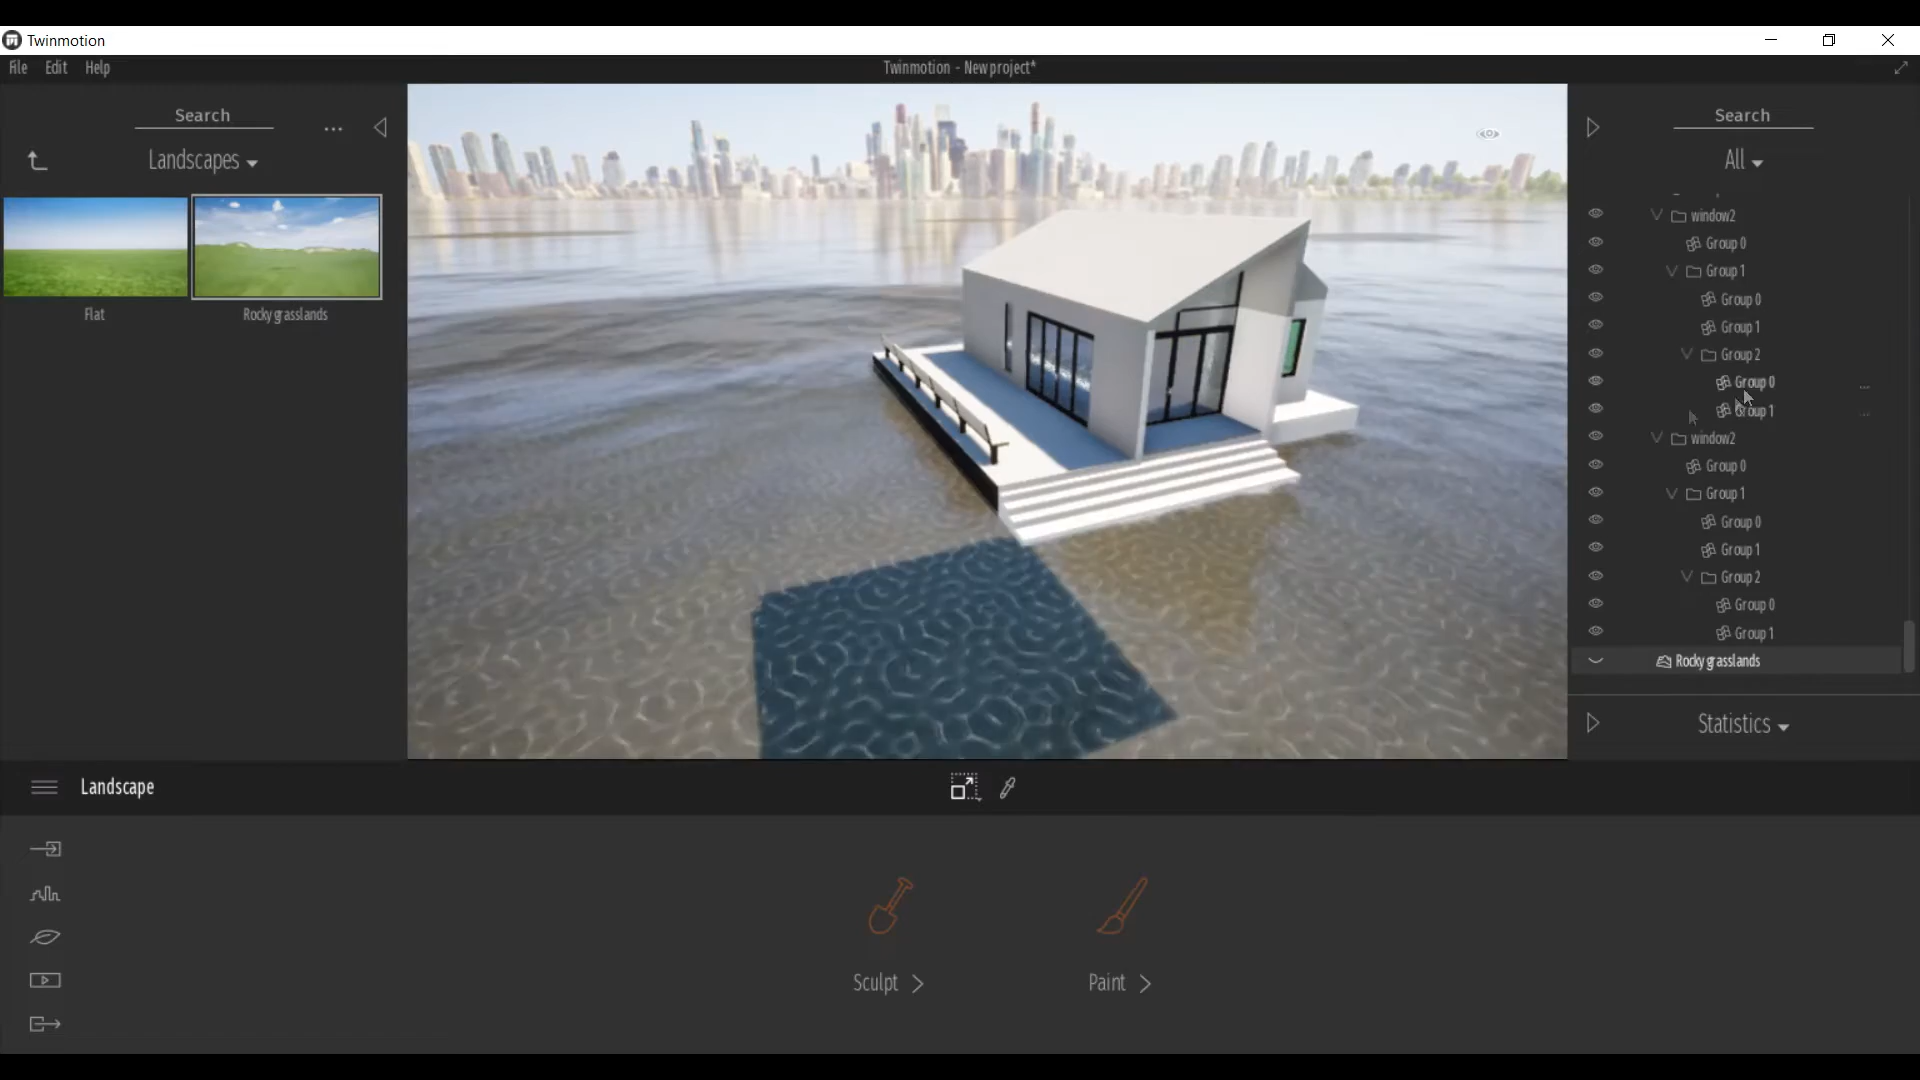 Twinmotion
File Edit Help
Twinmotion - New project*
Search
...
Landscapes
Flat
Rocky grasslands
Search
All
window2
Group 0
Group 1
Group 0
Group 1
Group 2
Group 0
...
Group 1
...
window2
Group 0
Group 1
Group 0
Group 1
Group 2
Group 0
Group 1
Rocky grasslands
Statistics
Landscape
Sculpt
Paint